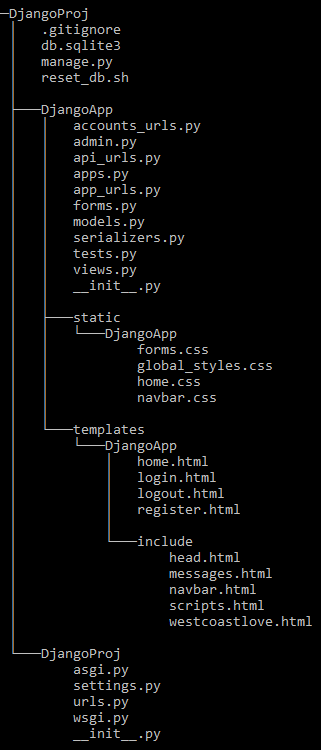 DjangoProj
.gitignore
db.sqlite3
manage.py
reset_db.sh
DjangoApp
accounts_urls.py
admin.py
api_urls.py
apps.py
app_urls.py
forms.py
models.py
serializers.py
tests.py
views.py
__init__.py
static
DjangoApp
forms.css
global_styles.css
home.css
navbar.css
templates
DjangoApp
home.html
login.html
logout.html
register.html
include
head.html
messages.html
navbar.html
scripts.html
westcoastlove.html
DjangoProj
asgi.py
settings.py
urls.py
wsgi.py
__init__.py